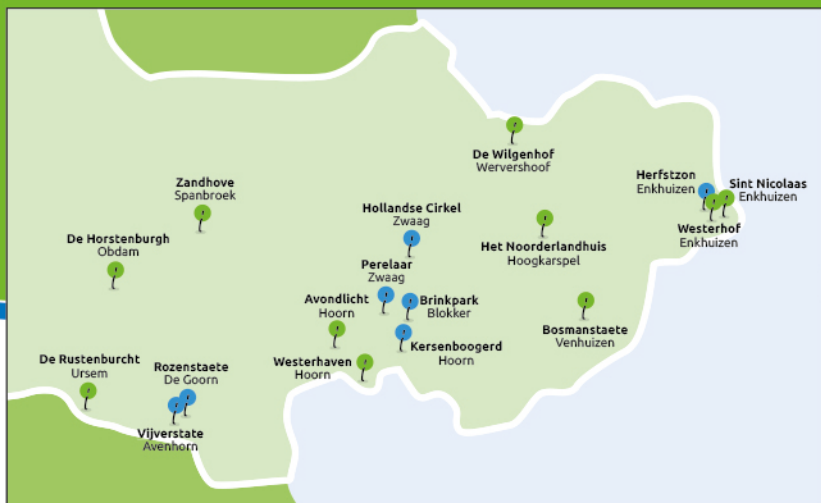 De Wilgenhof
Wervershoof
Herfstzon
Enkhuizen
Sint Nicolaas
Enkhuizen
Zandhove
Spanbroek
Hollandse Cirkel
Zwaag
Westerhof
Enkhuizen
De Horstenburgh
Obdam
Het Noorderlandhuis
Hoogkarspel
Perelaar
Zwaag
Avondlicht
Hoorn
Brinkpark
Blokker
Bosmanstaete
Venhuizen
Kersenboogerd
Hoorn
De Rustenburcht
Ursem
Rozenstaete
De Goorn
Westerhaven
Hoorn
Vijverstate
Avenhorn